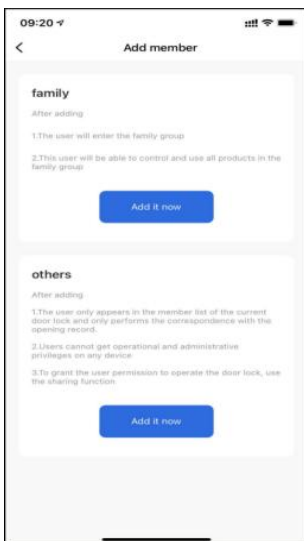 09:20
Add member
family
After adding
1.The user will enter the family group
2.This user will be able to control and use all products in the
family group
Add it now
others
After adding
1.The user only appears in the member list of the current
door lock and only performs the correspondence with the
opening record.
2.Users cannot get operational and administrative
privileges on any device
3.To grant the user permission to operate the door lock, use
the sharing function
Add it now